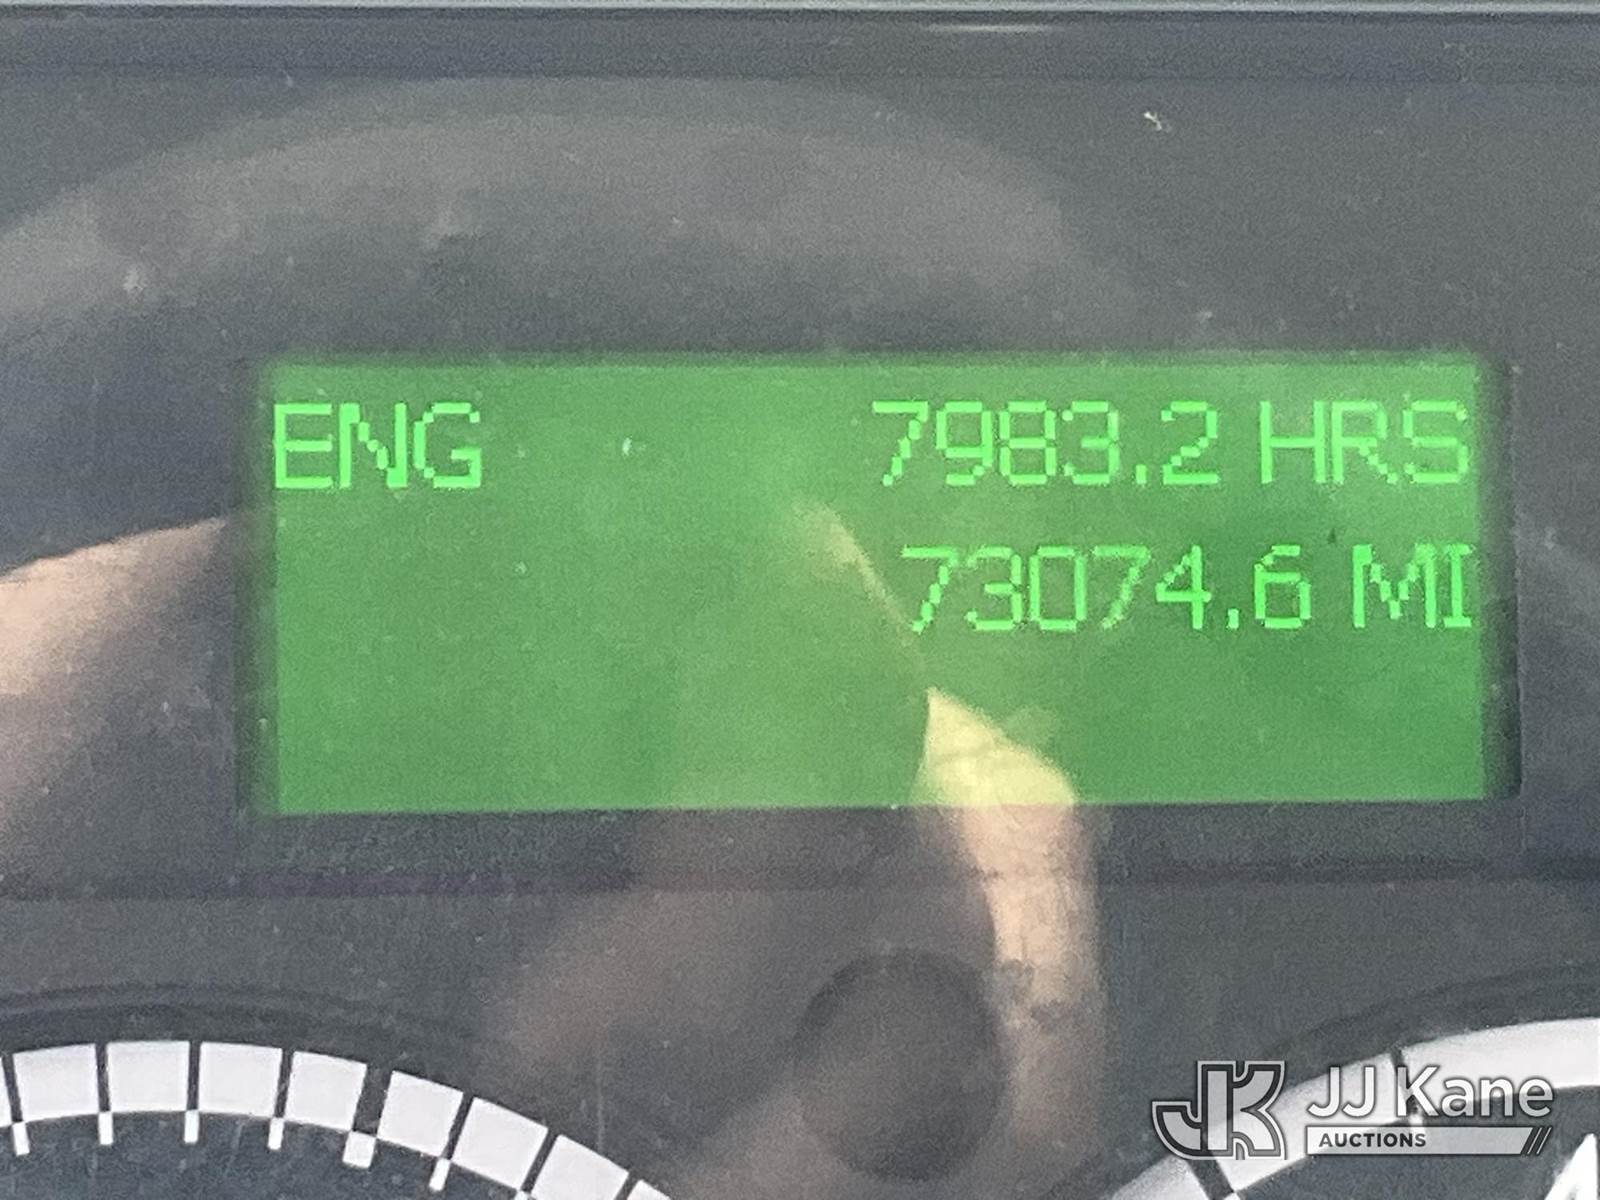 ENG 7983.2 HRS
73074.6 MI
JJ Kane
AUCTIONS